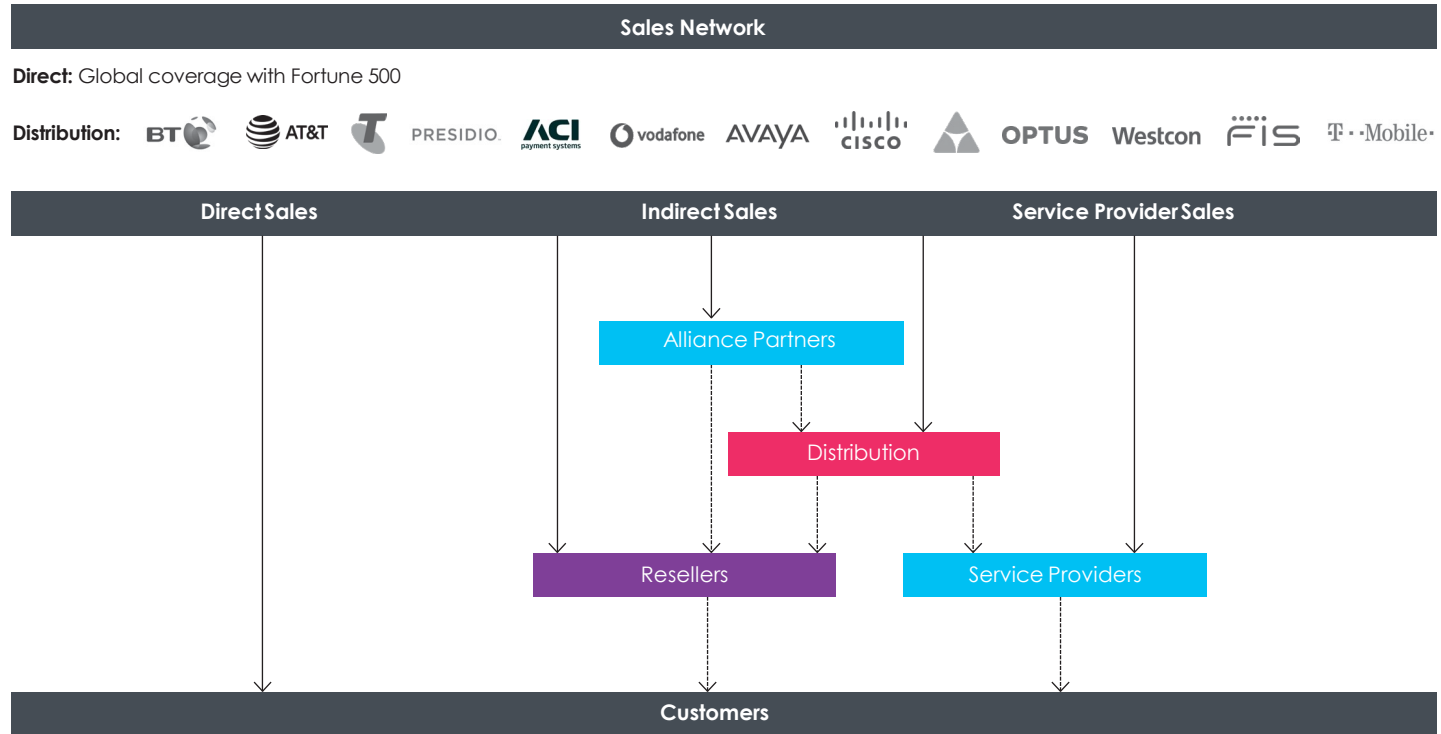 Sales Network
Direct: Global coverage with Fortune 500
Distribution: BT AT&T T PRESIDIO. ACI payment systems vodafone AVAYA CISCO OPTUS Westcon FIS T··Mobile·
Direct Sales Indirect Sales Service Provider Sales
Alliance Partners
Distribution
Resellers Service Providers
Customers